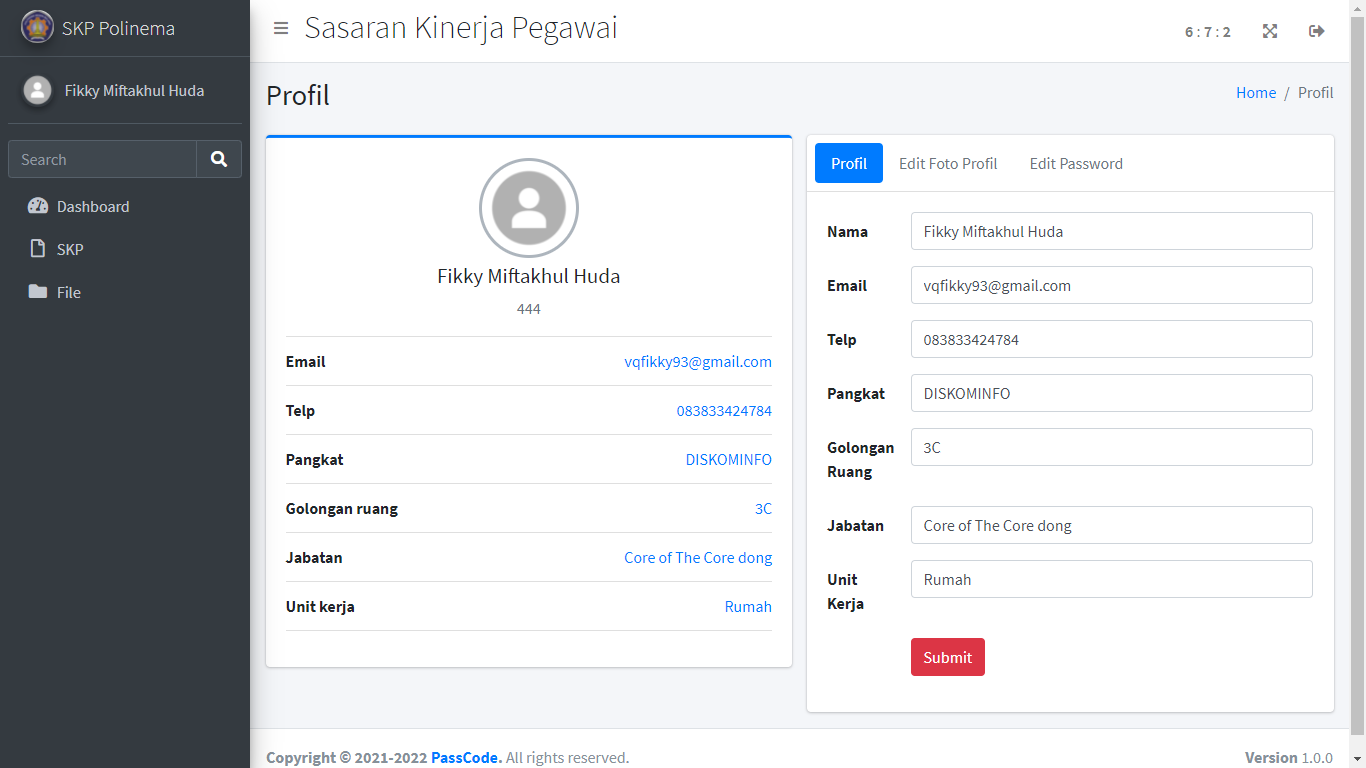 SKP Polinema
Fikky Miftakhul Huda
Search
Dashboard
SKP
File
Sasaran Kinerja Pegawai
6 : 7 : 2
Profil
Home / Profil
Fikky Miftakhul Huda
444
Email vqfikky93@gmail.com
Telp 083833424784
Pangkat DISKOMINFO
Golongan ruang 3C
Jabatan Core of The Core dong
Unit kerja Rumah
Profil Edit Foto Profil Edit Password
Nama Fikky Miftakhul Huda
Email vqfikky93@gmail.com
Telp 083833424784
Pangkat DISKOMINFO
Golongan 3C
Ruang
Jabatan Core of The Core dong
Unit Rumah
Kerja
Submit
Copyright © 2021-2022 PassCode. All rights reserved.
Version 1.0.0